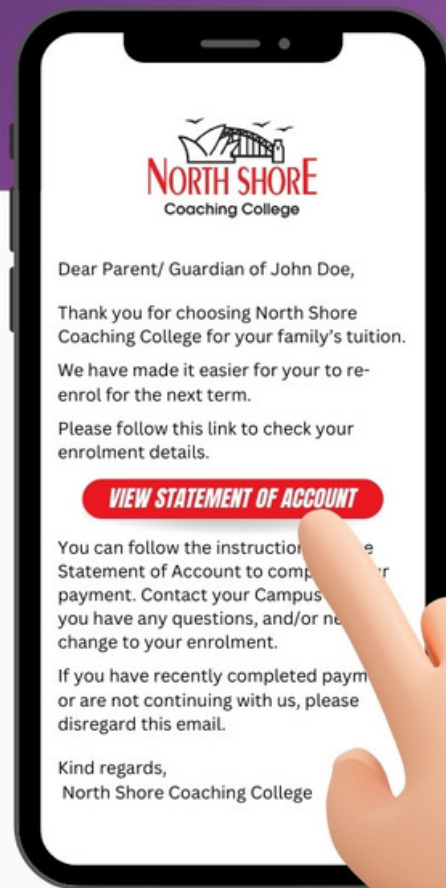 NORTH SHORE
Coaching College
Dear Parent/ Guardian of John Doe,
Thank you for choosing North Shore
Coaching College for your family's tuition.
We have made it easier for your to re-
enrol for the next term.
Please follow this link to check your
enrolment details.
VIEW STATEMENT OF ACCOUNT
You can follow the
Statement of Account to
payment. Contact your Campus
you have any questions, and/or
change to your enrolment.
If you have recently completed
or are not continuing with us, please
disregard this email.
Kind regards,
North Shore Coaching College